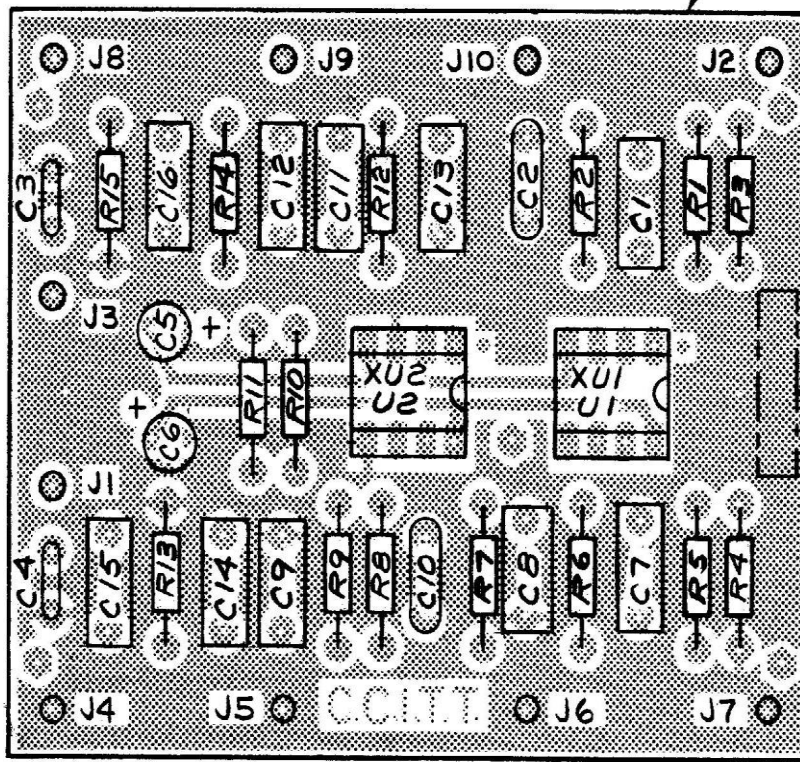 J8 J9 J10 J2
C3 R15 C16 R14 C12 C11 R12 C13 C2 R2 C1 R1 R3
J3 C5 +
R11 R10 XU2 XU1
U2 U1
+ C6
J1
C4 C15 R13 C14 C9 R9 R8 C10 R7 C8 R6 C7 R5 R4
J4 J5 C.C.I.T.T. J6 J7